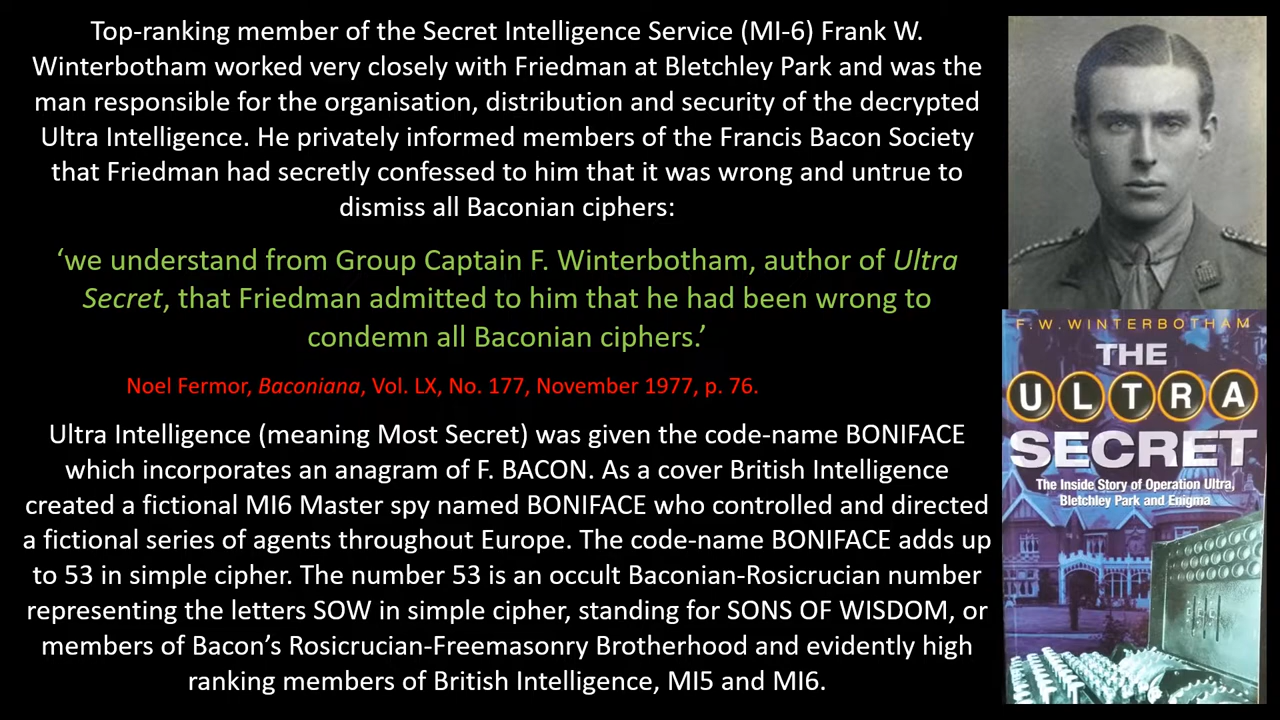 Top-ranking member of the Secret Intelligence Service (MI-6) Frank W.
Winterbotham worked very closely with Friedman at Bletchley Park and was the
man responsible for the organisation, distribution and security of the decrypted
Ultra Intelligence. He privately informed members of the Francis Bacon Society
that Friedman had secretly confessed to him that it was wrong and untrue to
dismiss all Baconian ciphers:
‘we understand from Group Captain F. Winterbotham, author of Ultra
Secret, that Friedman admitted to him that he had been wrong to
condemn all Baconian ciphers.’
Noel Fermor, Baconiana, Vol. LX, No. 177, November 1977, p. 76.
Ultra Intelligence (meaning Most Secret) was given the code-name BONIFACE
which incorporates an anagram of F. BACON. As a cover British Intelligence
created a fictional MI6 Master spy named BONIFACE who controlled and directed
a fictional series of agents throughout Europe. The code-name BONIFACE adds up
to 53 in simple cipher. The number 53 is an occult Baconian-Rosicrucian number
representing the letters SOW in simple cipher, standing for SONS OF WISDOM, or
members of Bacon’s Rosicrucian-Freemasonry Brotherhood and evidently high
ranking members of British Intelligence, MI5 and MI6.
F.W.WINTERBOTHAM
THE
ULTRA
SECRET
The Inside Story of Operation Ultra,
Bletchley Park and Enigma